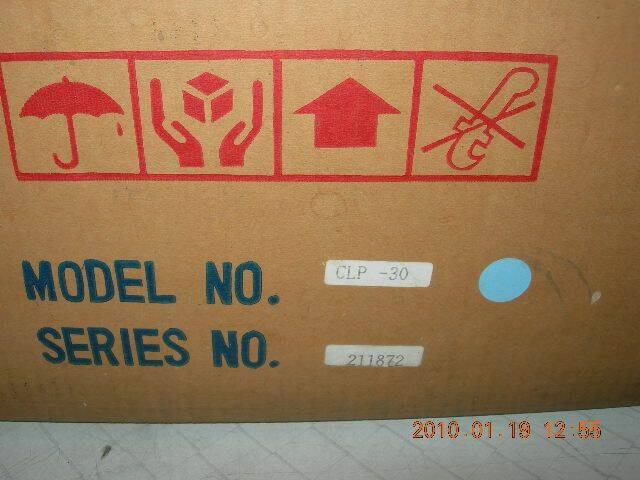 MODEL NO. CLP -30
SERIES NO. 211872
2010.01.19 12:55